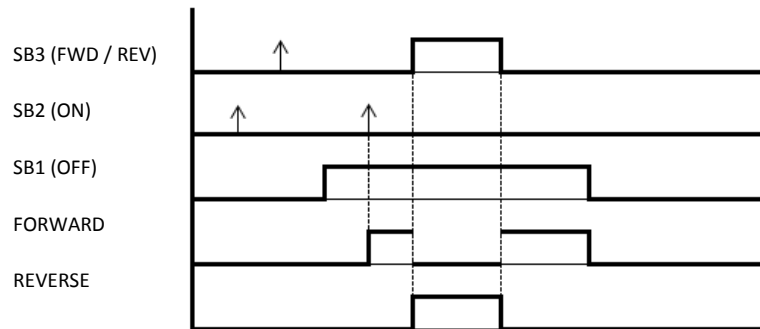 SB3 (FWD / REV)
SB2 (ON)
SB1 (OFF)
FORWARD
REVERSE